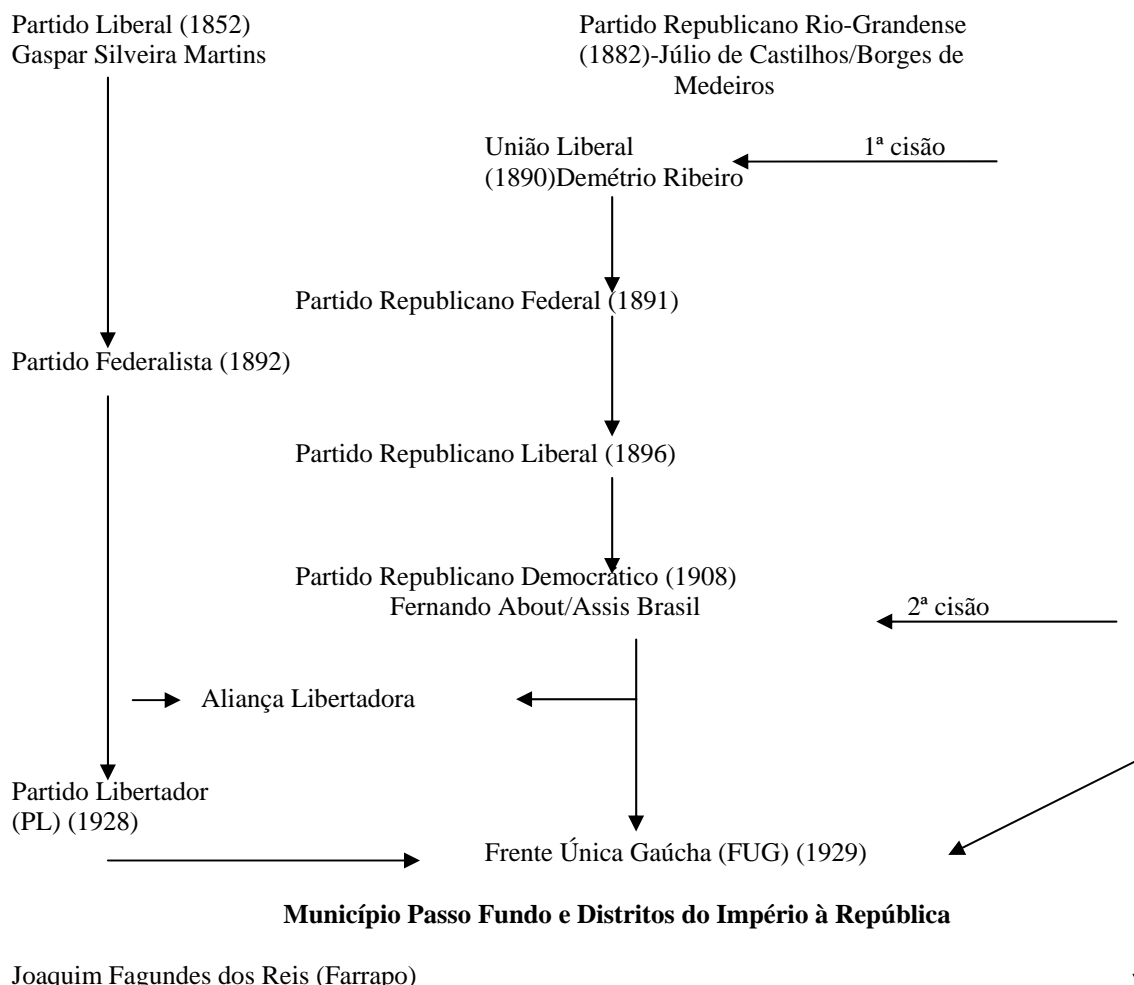 Partido Liberal (1852)
Gaspar Silveira Martins
Partido Republicano Rio-Grandense
(1882)-Júlio de Castilhos/Borges de
Medeiros
União Liberal
(1890)Demétrio Ribeiro
1ª cisão
Partido Republicano Federal (1891)
Partido Federalista (1892)
Partido Republicano Liberal (1896)
Partido Republicano Democrático (1908)
Fernando About/Assis Brasil
2ª cisão
Aliança Libertadora
Partido Libertador
(PL) (1928)
Frente Única Gaúcha (FUG) (1929)
Município Passo Fundo e Distritos do Império à República
Joaquim Fagundes dos Reis (Farrapo)